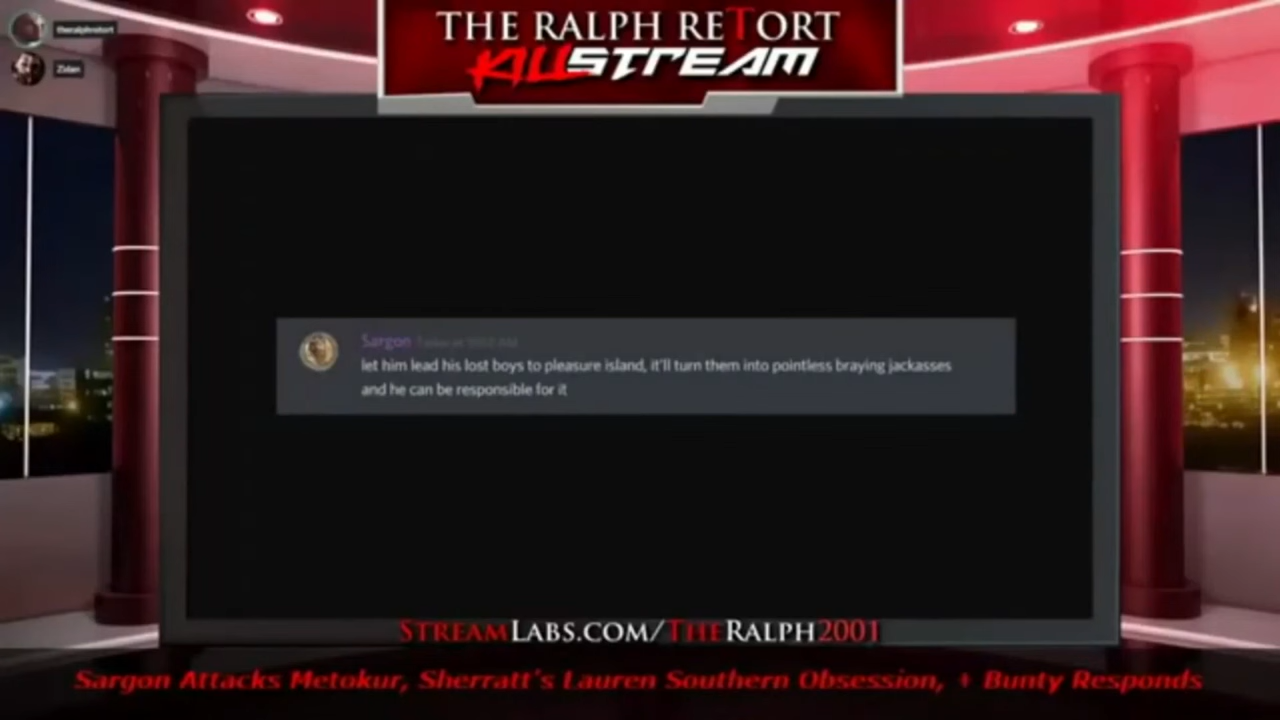 theralphretort
Zidan
THE RALPH RETORT
KILLSTREAM
Sargon
let him lead his lost boys to pleasure island, it'll turn them into pointless braying jackasses
and he can be responsible for it
STREAMLABS.COM/THERALPH2001
Sargon Attacks Metokur, Sherratt's Lauren Southern Obsession, + Bunty Responds